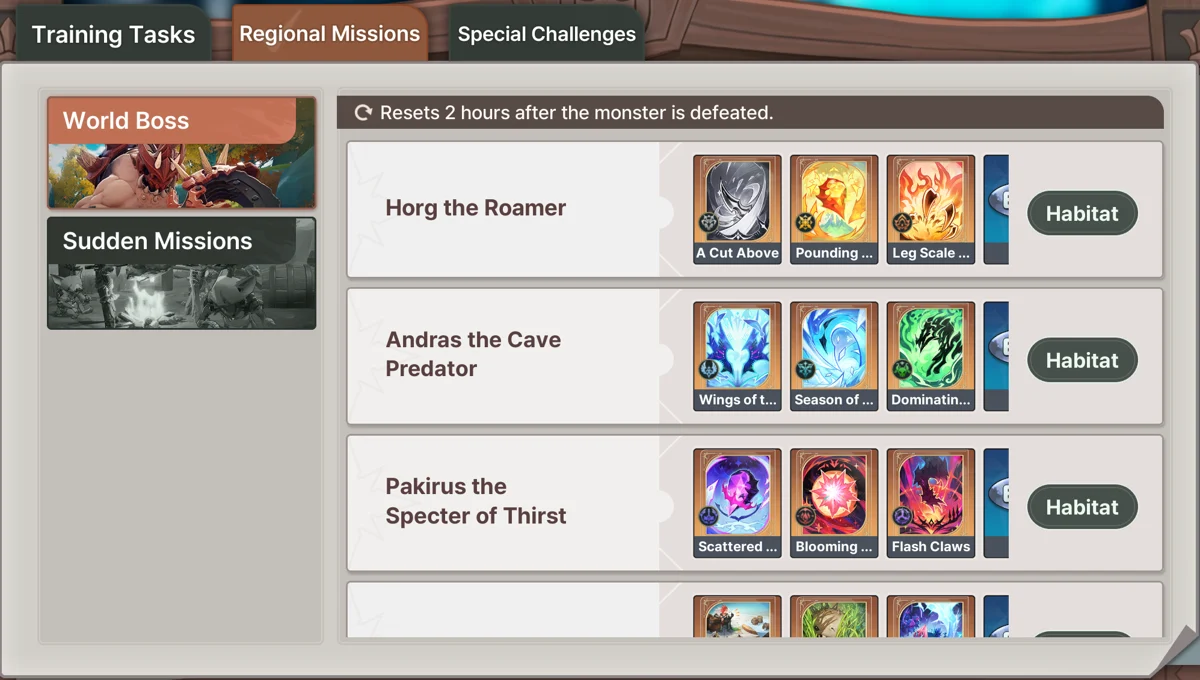 Training Tasks
Regional Missions
Special Challenges
World Boss
Sudden Missions
Resets 2 hours after the monster is defeated.
Horg the Roamer
A Cut Above
Pounding ...
Leg Scale ...
Habitat
Andras the Cave
Predator
Wings of t...
Season of ...
Dominatin...
Habitat
Pakirus the
Specter of Thirst
Scattered ...
Blooming ...
Flash Claws
Habitat